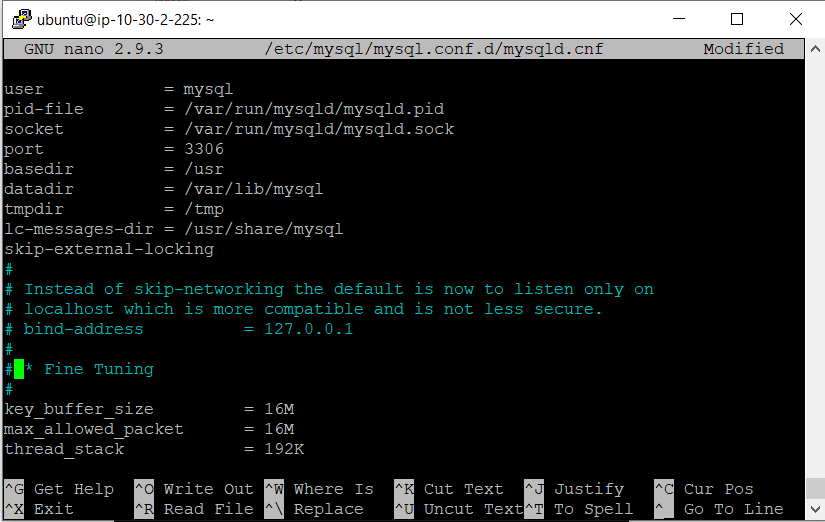 ubuntu@ip-10-30-2-225: ~
GNU nano 2.9.3 /etc/mysql/mysql.conf.d/mysqld.cnf Modified
user = mysql
pid-file = /var/run/mysqld/mysqld.pid
socket = /var/run/mysqld/mysqld.sock
port = 3306
basedir = /usr
datadir = /var/lib/mysql
tmpdir = /tmp
lc-messages-dir = /usr/share/mysql
skip-external-locking
#
# Instead of skip-networking the default is now to listen only on
# localhost which is more compatible and is not less secure.
# bind-address = 127.0.0.1
#
# * Fine Tuning
#
key_buffer_size = 16M
max_allowed_packet = 16M
thread_stack = 192K
^G Get Help ^O Write Out ^W Where Is ^K Cut Text ^J Justify ^C Cur Pos
^X Exit ^R Read File ^\ Replace ^U Uncut Text ^T To Spell ^ Go To Line